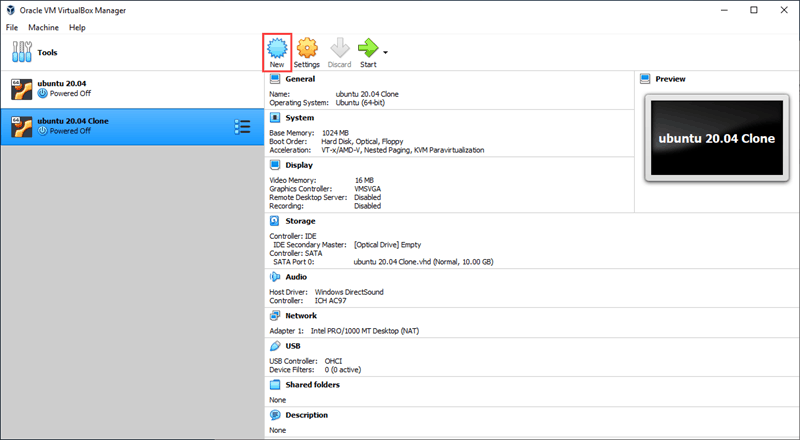 Oracle VM VirtualBox Manager
File Machine Help
Tools
New Settings Discard Start
64
ubuntu 20.04
Powered Off
64
ubuntu 20.04 Clone
Powered Off
General
Name: ubuntu 20.04 Clone
Operating System: Ubuntu (64-bit)
System
Base Memory: 1024 MB
Boot Order: Hard Disk, Optical, Floppy
Acceleration: VT-x/AMD-V, Nested Paging, KVM Paravirtualization
Display
Video Memory: 16 MB
Graphics Controller: VMSVGA
Remote Desktop Server: Disabled
Recording: Disabled
Storage
Controller: IDE
IDE Secondary Master: [Optical Drive] Empty
Controller: SATA
SATA Port 0: ubuntu 20.04 Clone.vhd (Normal, 10.00 GB)
Audio
Host Driver: Windows DirectSound
Controller: ICH AC97
Network
Adapter 1: Intel PRO/1000 MT Desktop (NAT)
USB
USB Controller: OHCI
Device Filters: 0 (0 active)
Shared folders
None
Description
None
Preview
ubuntu 20.04 Clone